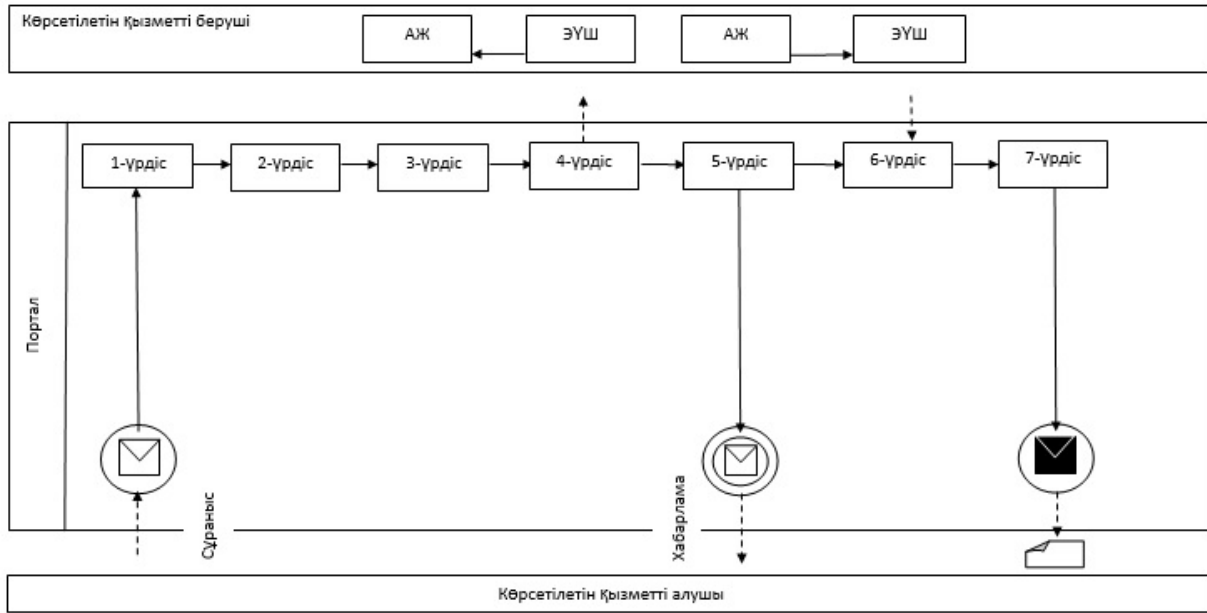 Көрсетілетін қызметті беруші
АЖ
ЭҮШ
АЖ
ЭҮШ
Портал
1-үрдіс
2-үрдіс
3-үрдіс
4-үрдіс
5-үрдіс
6-үрдіс
7-үрдіс
Сұраныс
Хабарлама
Көрсетілетін қызметті алушы